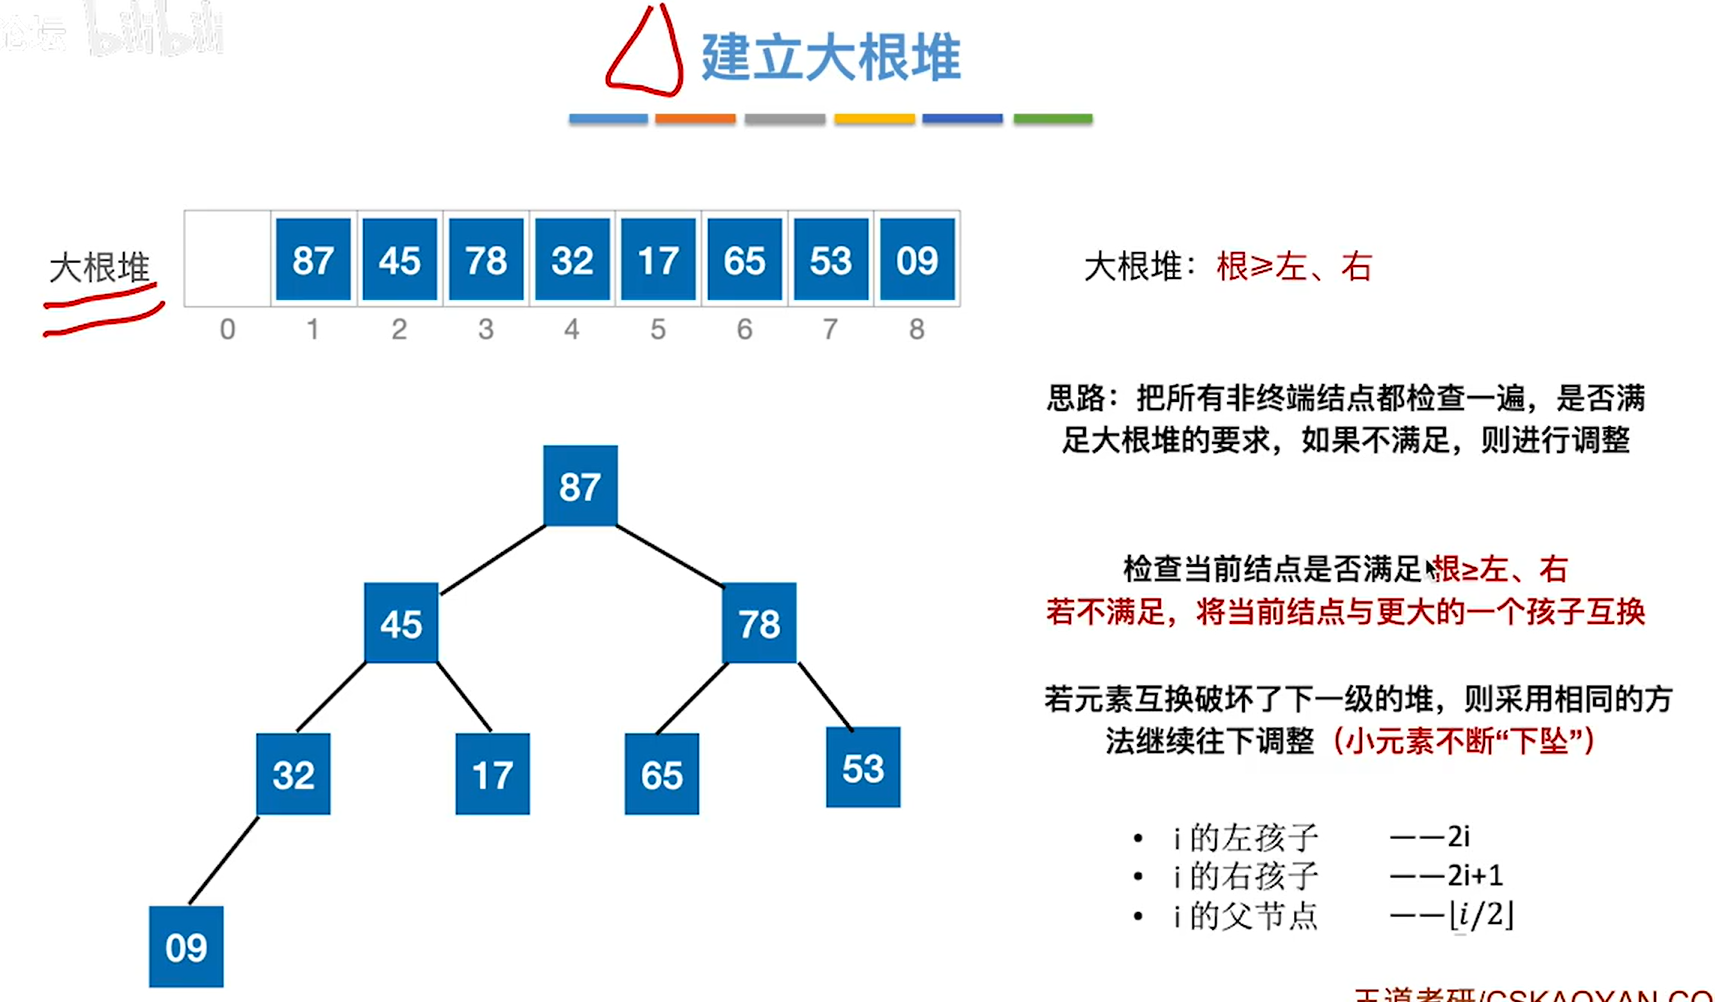 论坛 bilibili
建立大根堆
大根堆
87 45 78 32 17 65 53 09
0 1 2 3 4 5 6 7 8
大根堆：根≥左、右
思路：把所有非终端结点都检查一遍，是否满
足大根堆的要求，如果不满足，则进行调整
检查当前结点是否满足 根≥左、右
若不满足，将当前结点与更大的一个孩子互换
若元素互换破坏了下一级的堆，则采用相同的方
法继续往下调整（小元素不断“下坠”）
• i 的左孩子 ——2i
• i 的右孩子 ——2i+1
• i 的父节点 ——⌊i/2⌋
87
45 78
32 17 65 53
09
王道考研/CSKAOYAN.CO